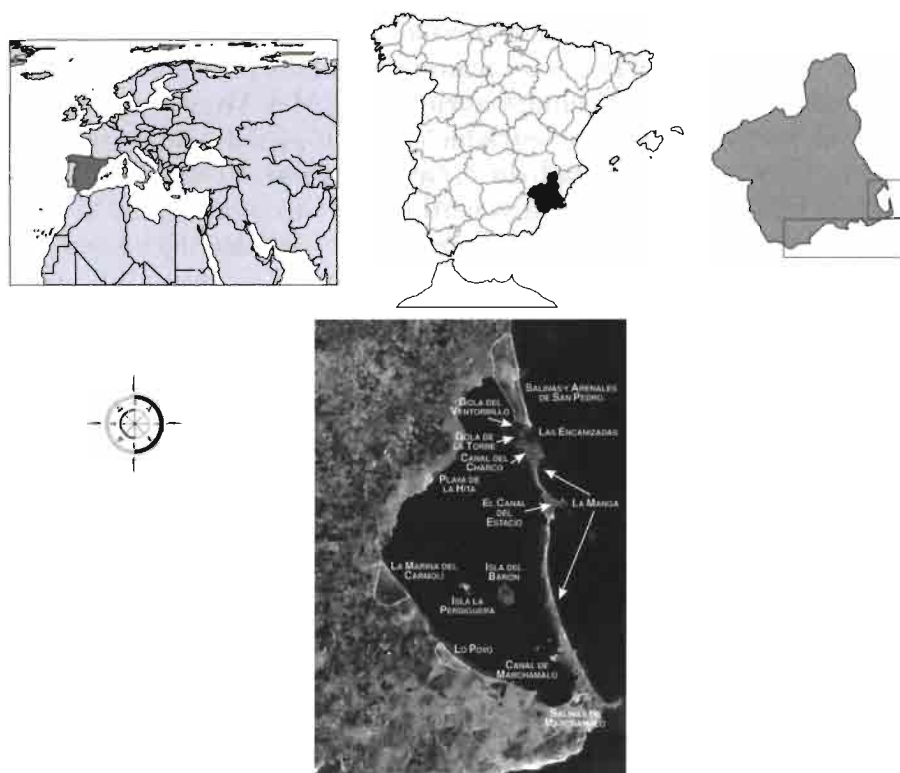 SALINAS Y ARENALES
DE SAN PEDRO
GOLA DEL
VENTORRILLO
LAS ENCANIZADAS
GOLA DE
LA TORRE
CANAL DEL
CHARCO
PLAYA DE
LA HITA
EL CANAL
DEL
ESTACIO
LA MANGA
LA MARINA DEL
CARMOLÍ
ISLA DEL
BARON
ISLA LA
PERDIGUERA
LO POYO
CANAL DE
MARCHAMALO
SALINAS DE
MARCHAMALO